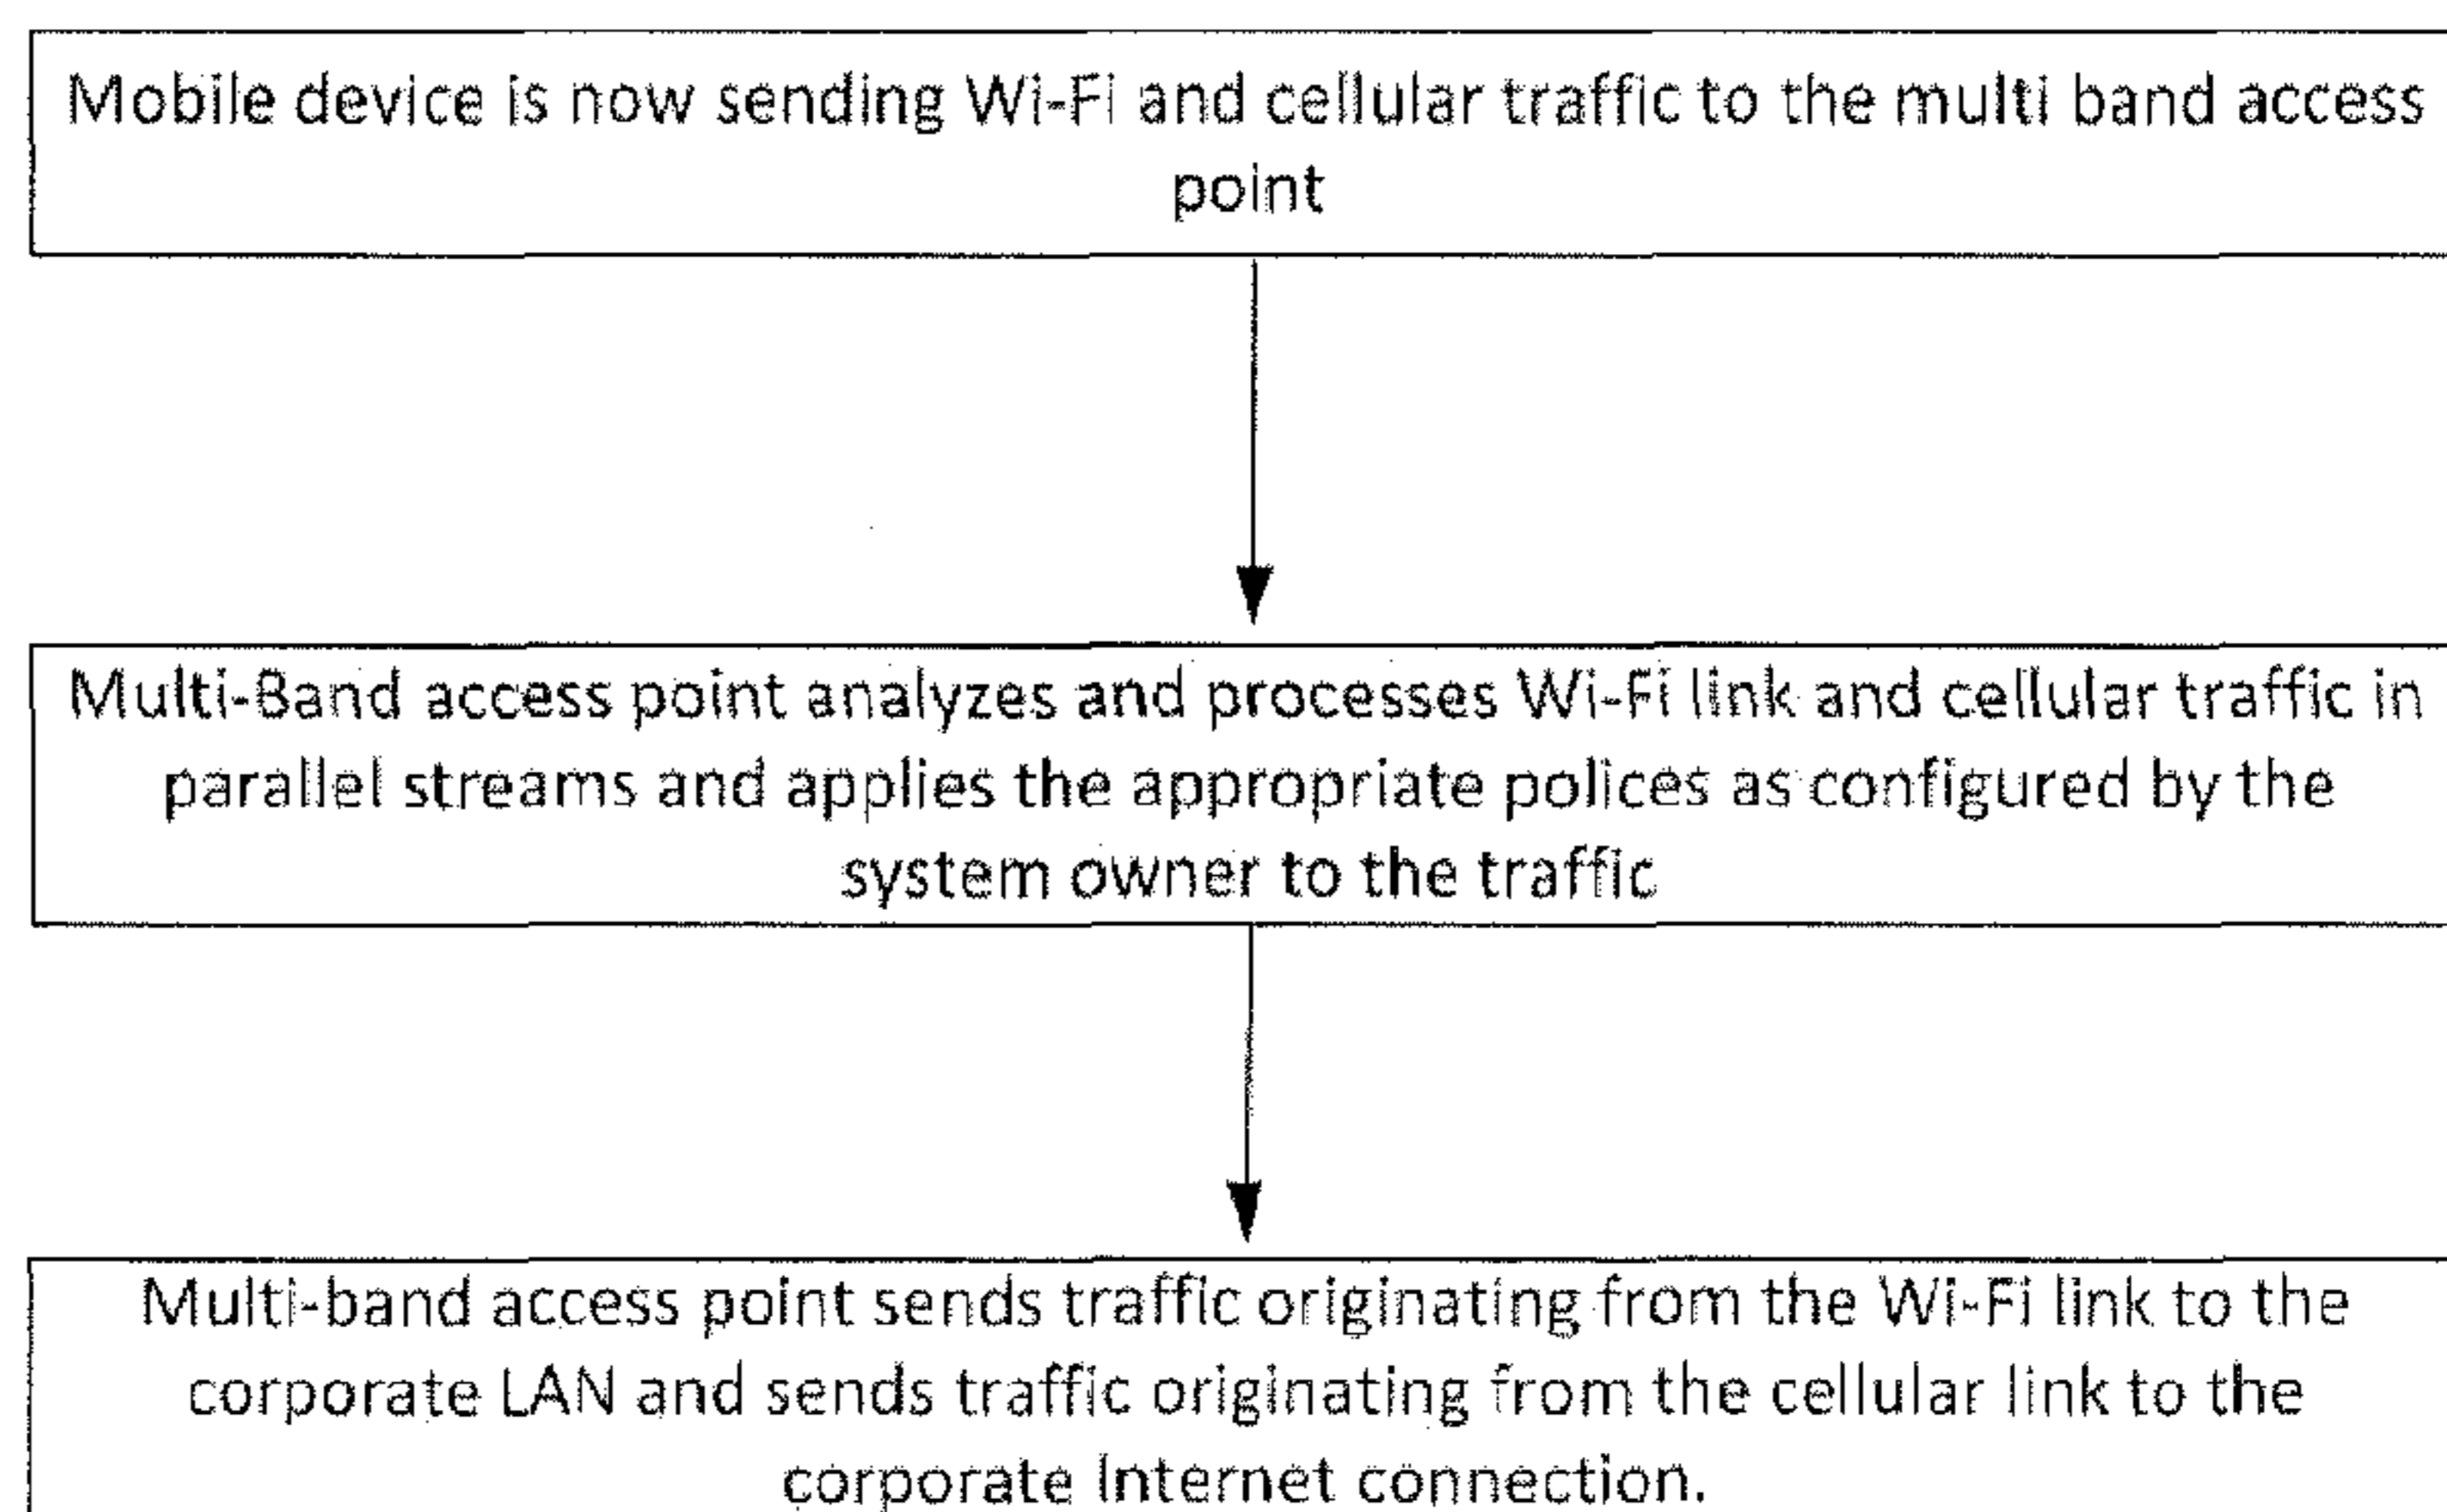 Mobile device is now sending Wi-Fi and cellular traffic to the multi band access
point
Multi-Band access point analyzes and processes Wi-Fi link and cellular traffic in
parallel streams and applies the appropriate polices as configured by the
system owner to the traffic
Multi-band access point sends traffic originating from the Wi-Fi link to the
corporate LAN and sends traffic originating from the cellular link to the
corporate Internet connection.